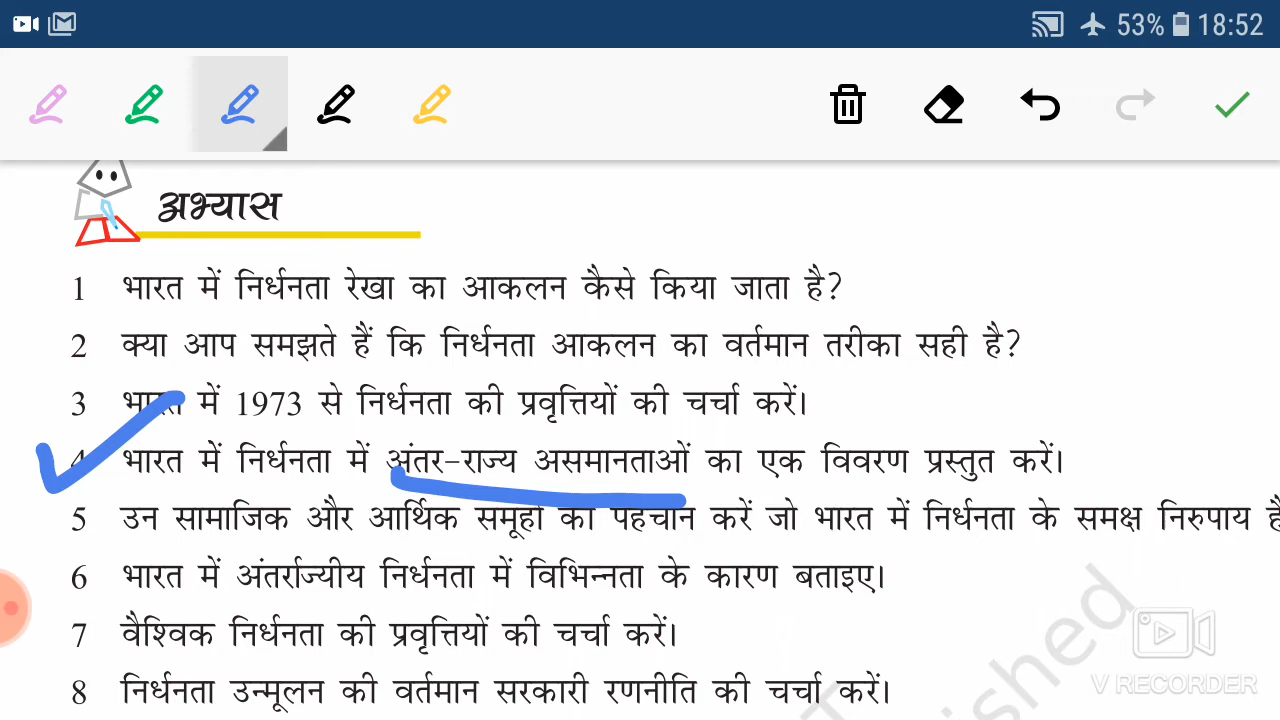 53% 18:52
अभ्यास
1 भारत में निर्धनता रेखा का आकलन कैसे किया जाता है?
2 क्या आप समझते हैं कि निर्धनता आकलन का वर्तमान तरीका सही है?
3 भारत में 1973 से निर्धनता की प्रवृत्तियों की चर्चा करें।
4 भारत में निर्धनता में अंतर-राज्य असमानताओं का एक विवरण प्रस्तुत करें।
5 उन सामाजिक और आर्थिक समूहों की पहचान करें जो भारत में निर्धनता के समक्ष निरुपाय है
6 भारत में अंतर्राज्यीय निर्धनता में विभिन्नता के कारण बताइए।
7 वैश्विक निर्धनता की प्रवृत्तियों की चर्चा करें।
8 निर्धनता उन्मूलन की वर्तमान सरकारी रणनीति की चर्चा करें।
V RECORDER